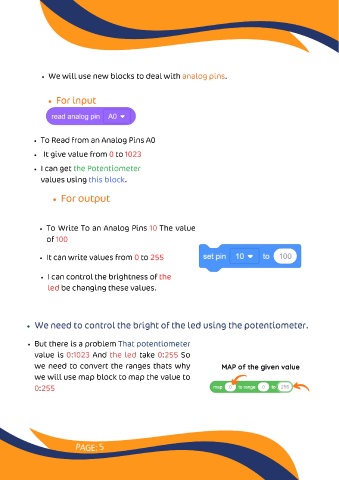 • We will use new blocks to deal with analog pins.
• For input
read analog pin A0
• To Read from an Analog Pins A0
• It give value from 0 to 1023
• I can get the Potentiometer
values using this block.
• For output
• To Write To an Analog Pins 10 The value
of 100
• It can write values from 0 to 255
set pin 10 to 100
• I can control the brightness of the
led be changing these values.
• We need to control the bright of the led using the potentiometer.
• But there is a problem That potentiometer
value is 0:1023 And the led take 0:255 So
we need to convert the ranges thats why
we will use map block to map the value to
0:255
MAP of the given value
map 0 to range 0 to 255
PAGE: 5